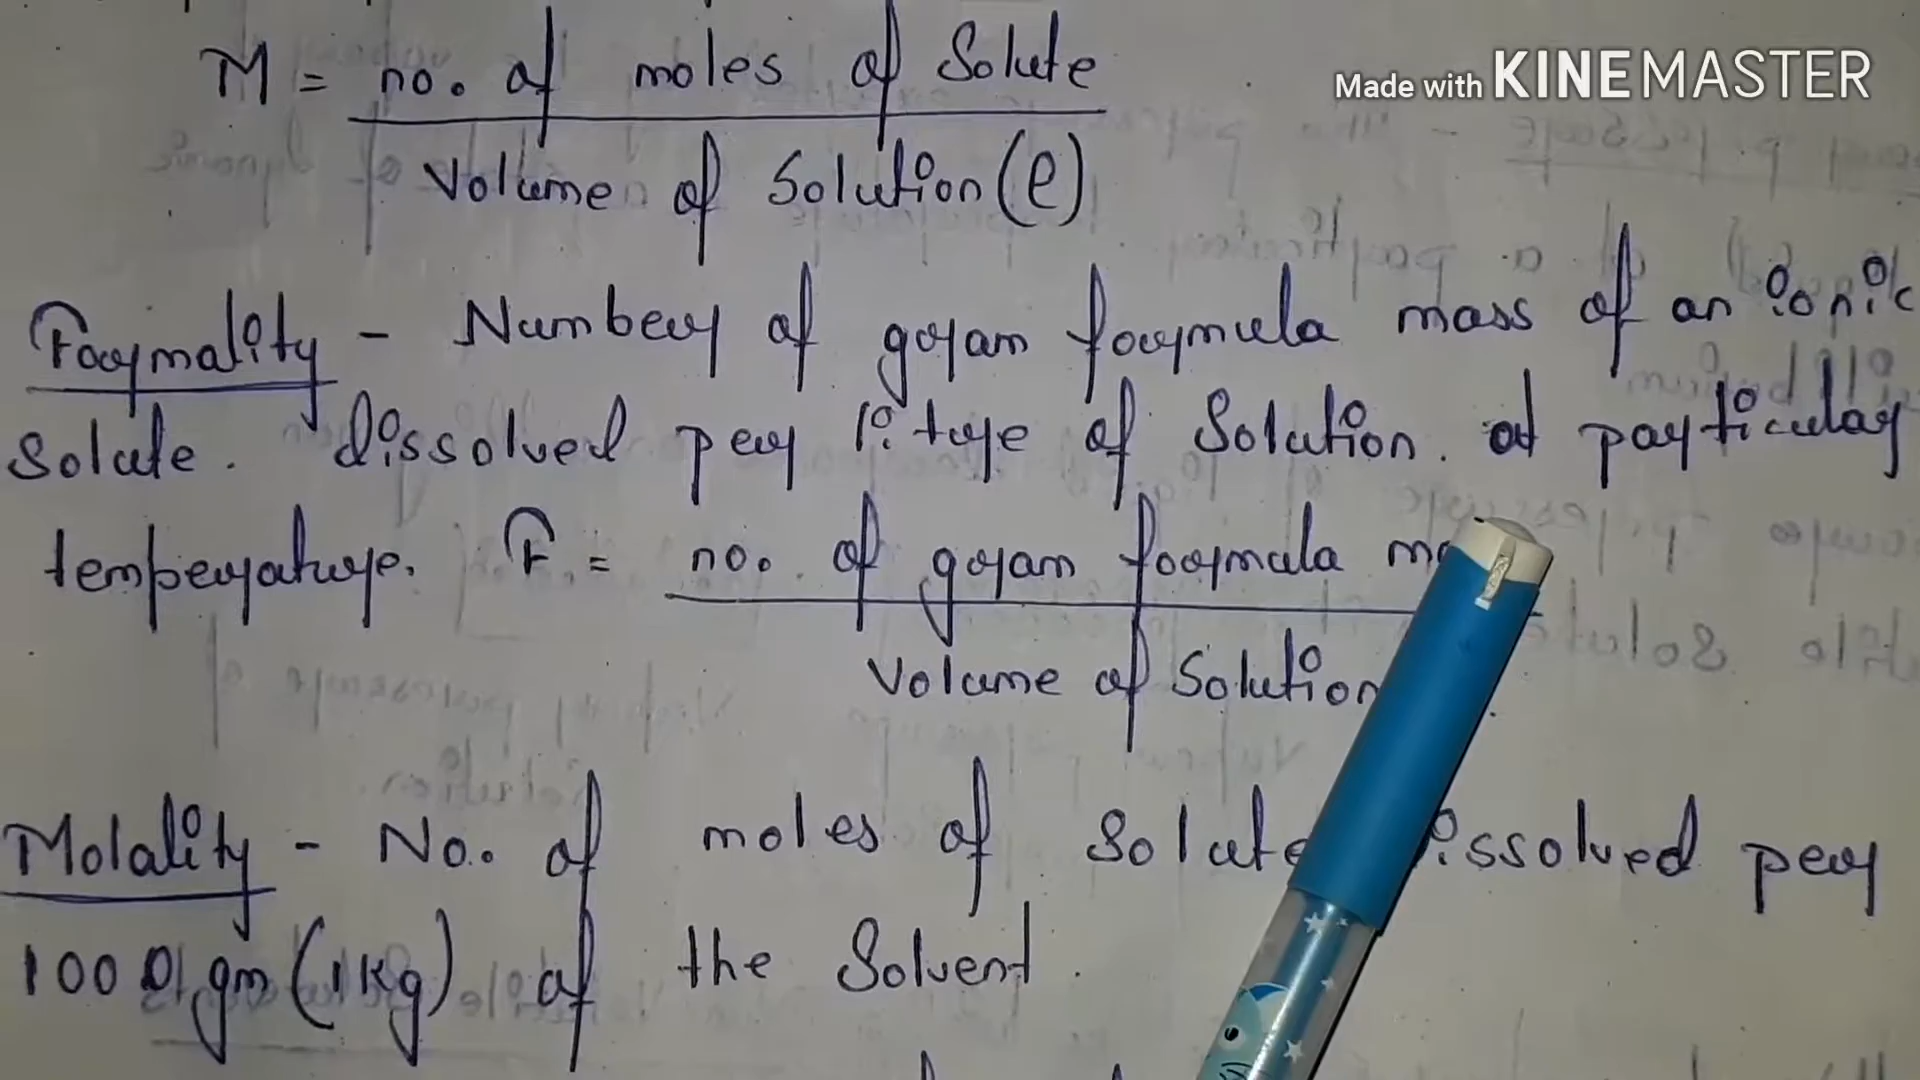 Made with KINEMASTER
M = no. of moles of Solute
Volume of Solution (l)
Formality - Number of gram formula mass of an ionic
Solute. dissolved per litre of Solution. at particular
temperature. F = no. of gram formula
Volume of Solution
Molality - No. of moles of Solute dissolved per
1000 gm (1 Kg) of the Solvent.